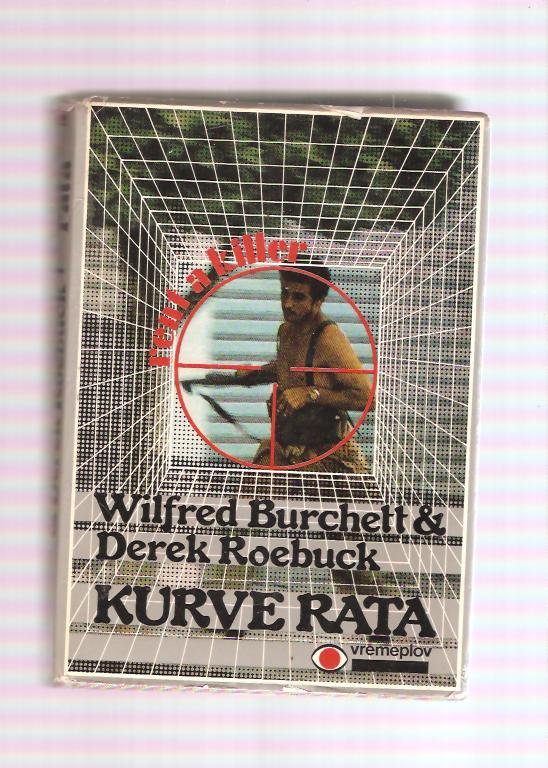 rent a killer
Wilfred Burchett &
Derek Roebuck
KURVE RATA
vremeplov